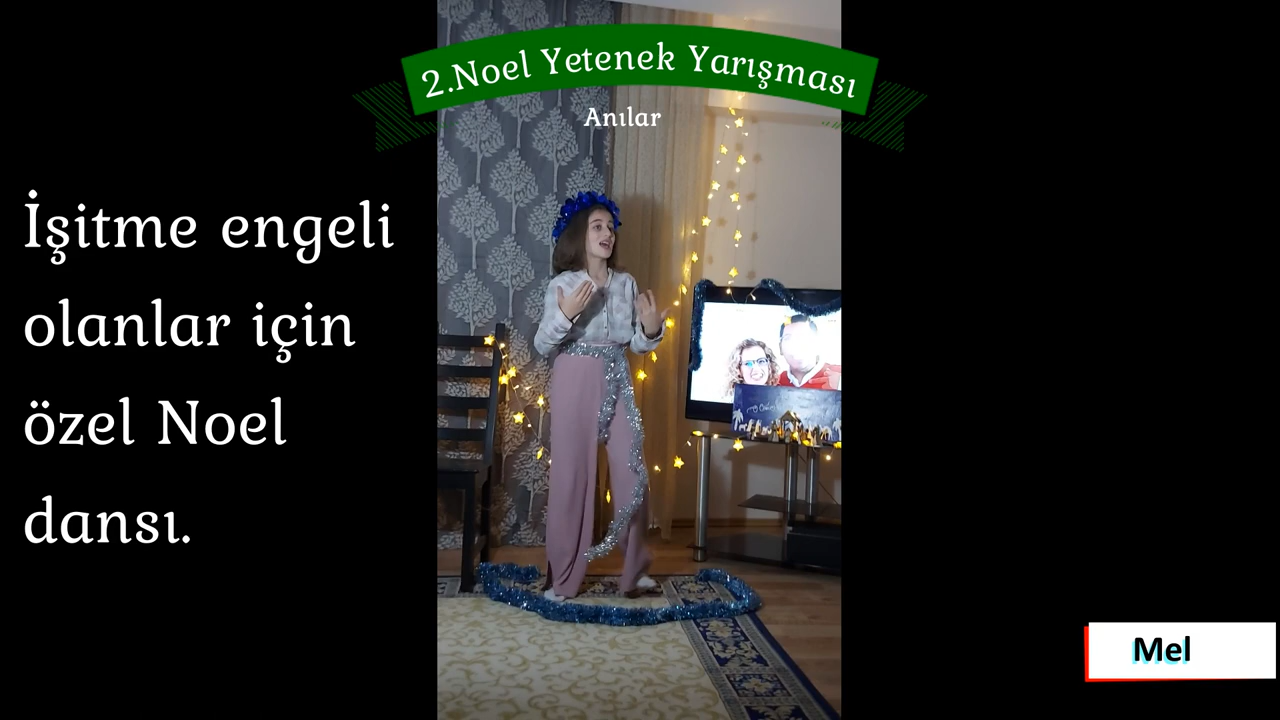 2.Noel Yetenek Yarışması
Anılar
İşitme engeli
olanlar için
özel Noel
dansı.
Mel